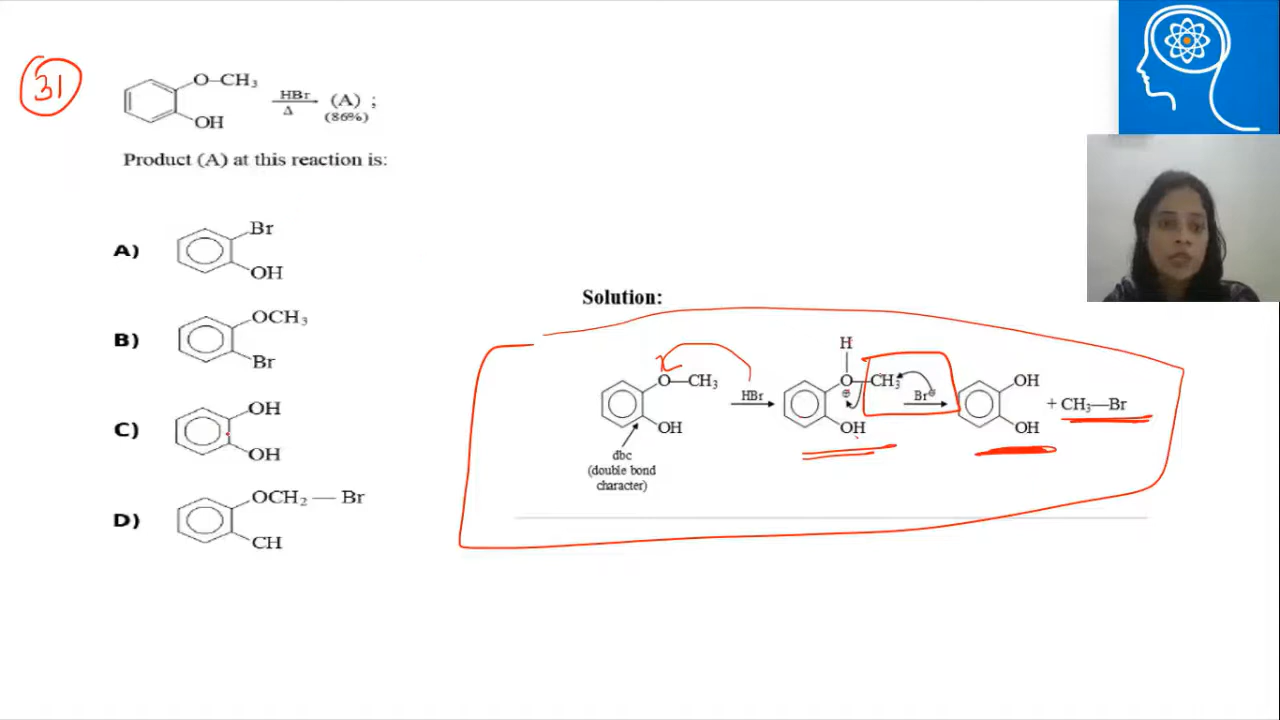 31
O–CH3
OH
HBr
Δ
(A) ;
(86%)
Product (A) at this reaction is:
A)
Br
OH
B)
OCH3
Br
C)
OH
OH
D)
OCH2 — Br
CH
Solution:
O—CH3
OH
dbc
(double bond
character)
HBr
H
O—CH3
⊕
OH
Br⊖
OH
OH
+ CH3—Br